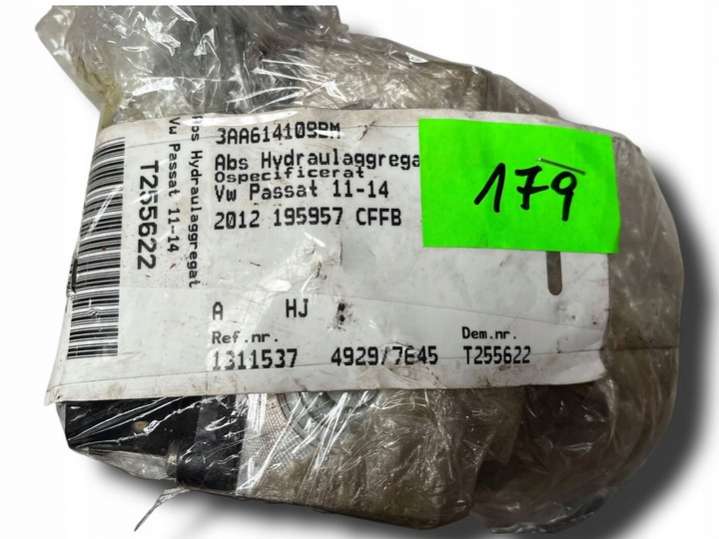 3AA614109BM
Abs Hydraulaggrega
Ospecificerat
Vw Passat 11-14
2012 195957 CFFB
179
A HJ
Ref.nr.
Dem.nr.
1311537 4929/7E45 T255622
Abs Hydraulaggregat
Vw Passat 11-14
T255622